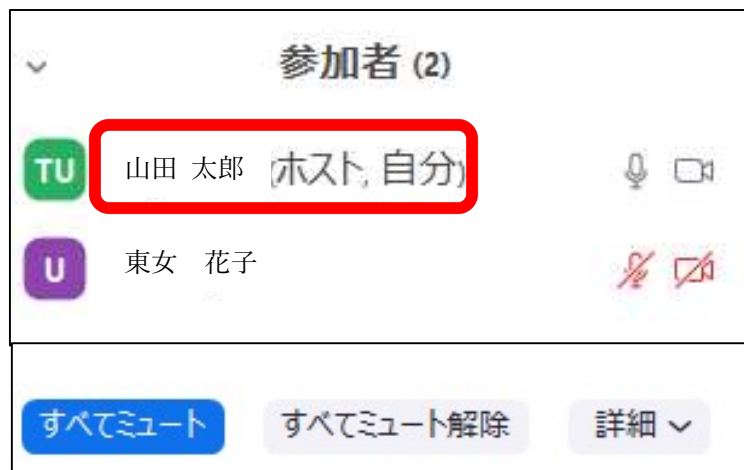 参加者 (2)
TU 山田 太郎 (ホスト, 自分)
U 東女 花子
すべてミュート すべてミュート解除 詳細